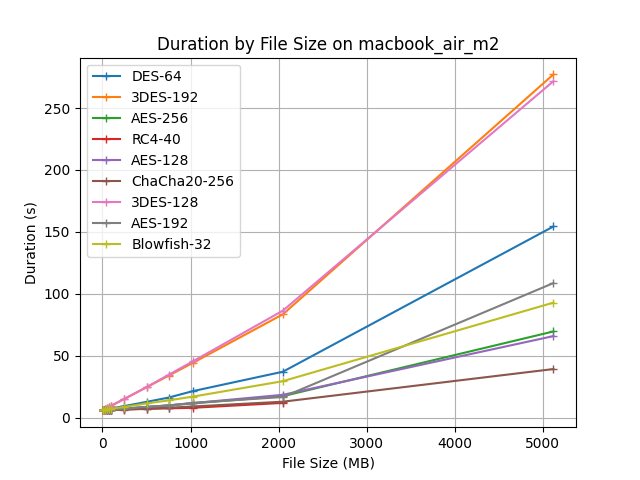 Duration by File Size on macbook_air_m2
DES-64
3DES-192
AES-256
RC4-40
AES-128
ChaCha20-256
3DES-128
AES-192
Blowfish-32
250
200
150
100
50
0
Duration (s)
0 1000 2000 3000 4000 5000
File Size (MB)